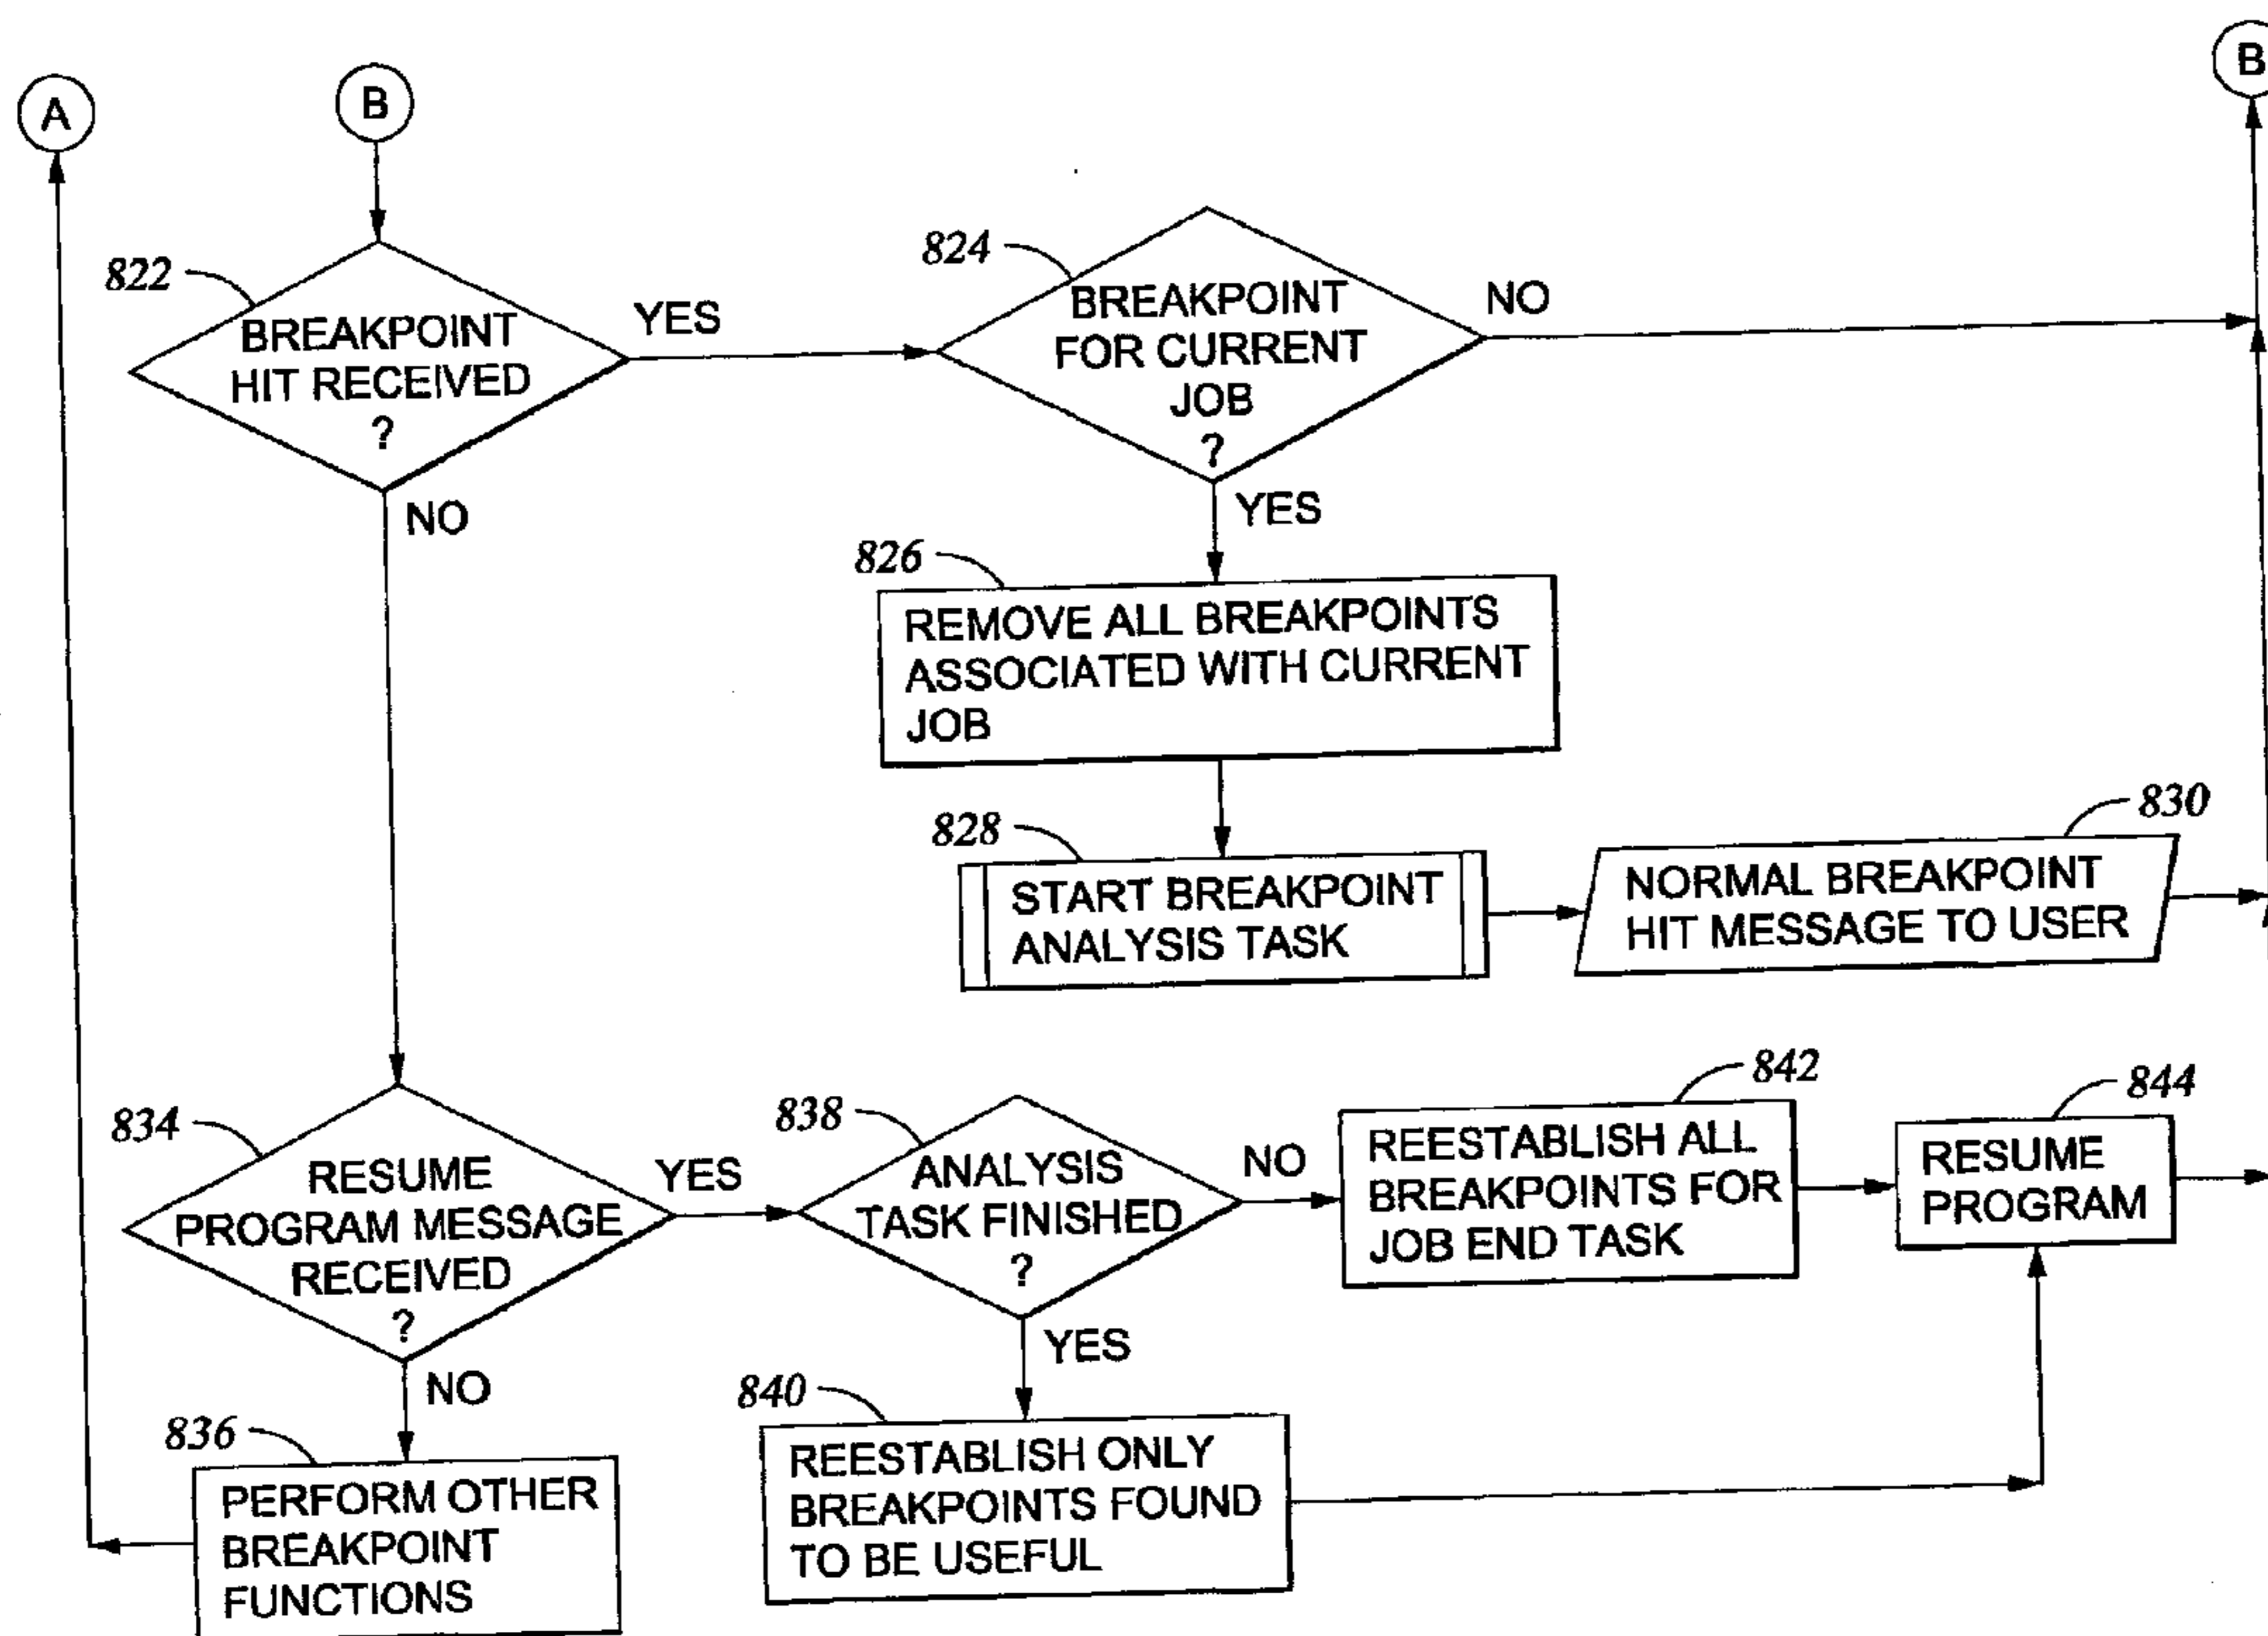 A
B
B
822
BREAKPOINT
HIT RECEIVED
?
YES
NO
824
BREAKPOINT
FOR CURRENT
JOB
?
NO
YES
826
REMOVE ALL BREAKPOINTS
ASSOCIATED WITH CURRENT
JOB
828
START BREAKPOINT
ANALYSIS TASK
830
NORMAL BREAKPOINT
HIT MESSAGE TO USER
834
RESUME
PROGRAM MESSAGE
RECEIVED
?
YES
NO
838
ANALYSIS
TASK FINISHED
?
NO
YES
842
REESTABLISH ALL
BREAKPOINTS FOR
JOB END TASK
844
RESUME
PROGRAM
836
PERFORM OTHER
BREAKPOINT
FUNCTIONS
840
REESTABLISH ONLY
BREAKPOINTS FOUND
TO BE USEFUL